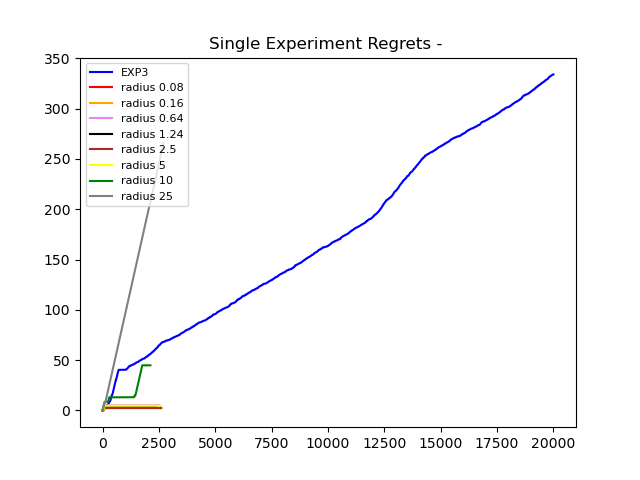 Single Experiment Regrets -
350
300
250
200
150
100
50
0
EXP3
radius 0.08
radius 0.16
radius 0.64
radius 1.24
radius 2.5
radius 5
radius 10
radius 25
0 2500 5000 7500 10000 12500 15000 17500 20000